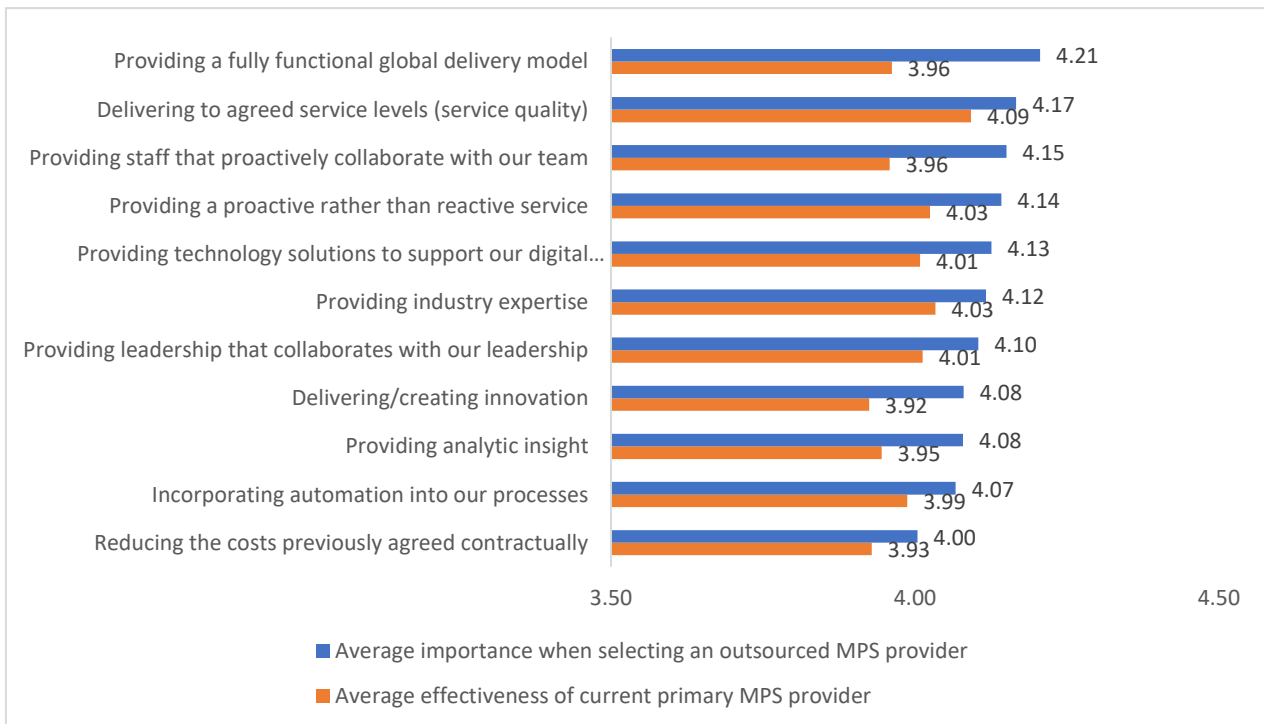 Providing a fully functional global delivery model
4.21
3.96
Delivering to agreed service levels (service quality)
4.17
4.09
Providing staff that proactively collaborate with our team
4.15
3.96
Providing a proactive rather than reactive service
4.14
4.03
Providing technology solutions to support our digital...
4.13
4.01
Providing industry expertise
4.12
4.03
Providing leadership that collaborates with our leadership
4.10
4.01
Delivering/creating innovation
4.08
3.92
Providing analytic insight
4.08
3.95
Incorporating automation into our processes
4.07
3.99
Reducing the costs previously agreed contractually
4.00
3.93
3.50 4.00 4.50
Average importance when selecting an outsourced MPS provider
Average effectiveness of current primary MPS provider